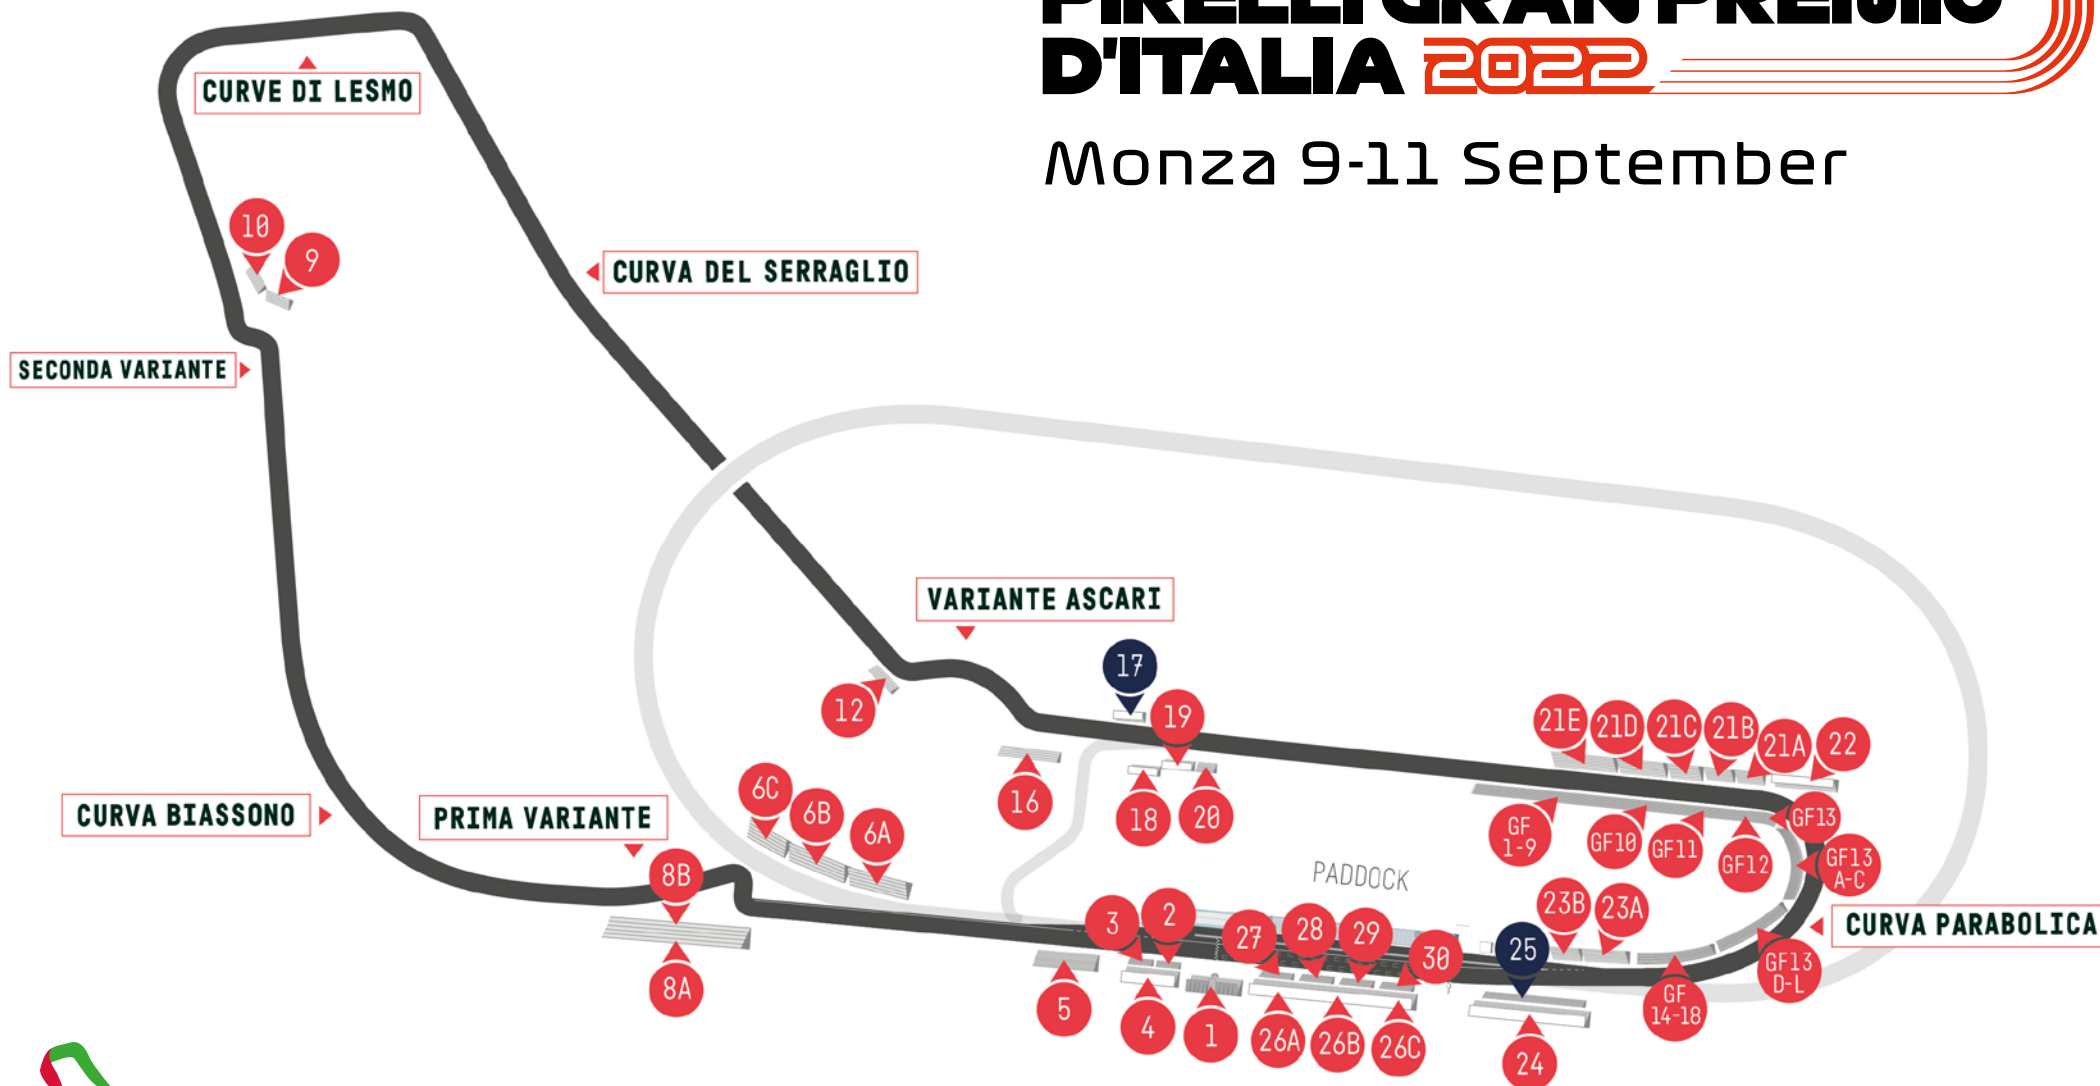 PIRELLI GRAN PREMIO
D'ITALIA 2022
Monza 9-11 September
CURVE DI LESMO
10
9
CURVA DEL SERRAGLIO
SECONDA VARIANTE
VARIANTE ASCARI
17
12
19
21E
21D
21C
21B
21A
22
16
18
20
6C
6B
6A
CURVA BIASSONO
PRIMA VARIANTE
GF
1-9
GF10
GF11
GF12
GF13
GF13
A-C
PADDOCK
8B
8A
3
2
27
28
29
30
25
23B
23A
CURVA PARABOLICA
GF13
D-L
GF
14-18
5
4
1
26A
26B
26C
24